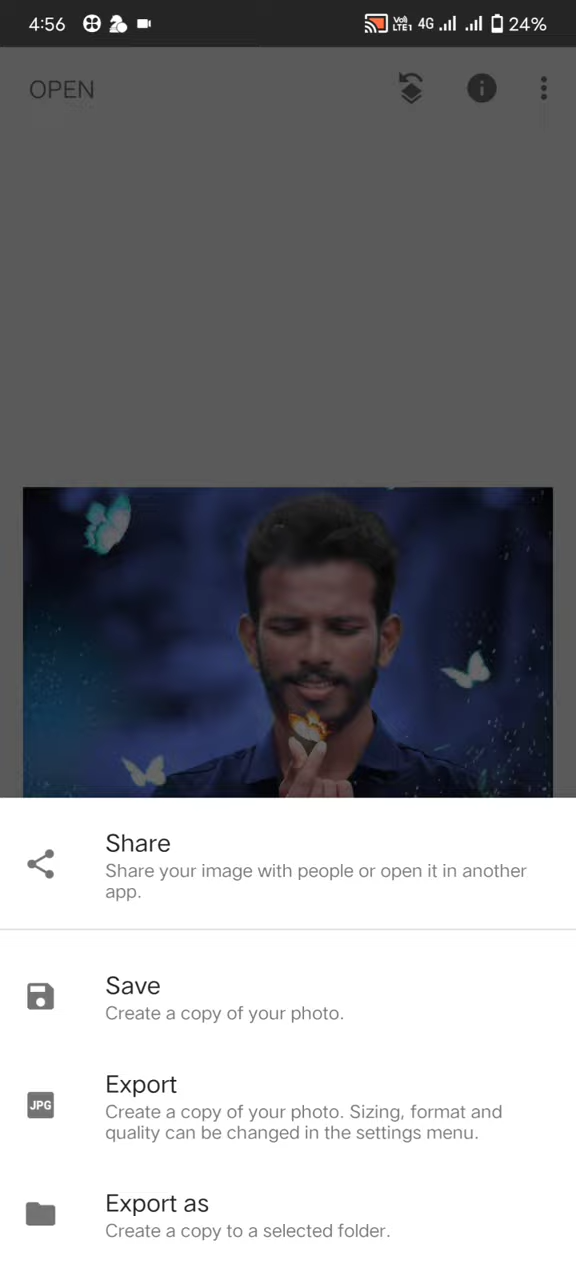 4:56 Vo) LTE1 4G 24%
OPEN
Share
Share your image with people or open it in another
app.
Save
Create a copy of your photo.
JPG
Export
Create a copy of your photo. Sizing, format and
quality can be changed in the settings menu.
Export as
Create a copy to a selected folder.